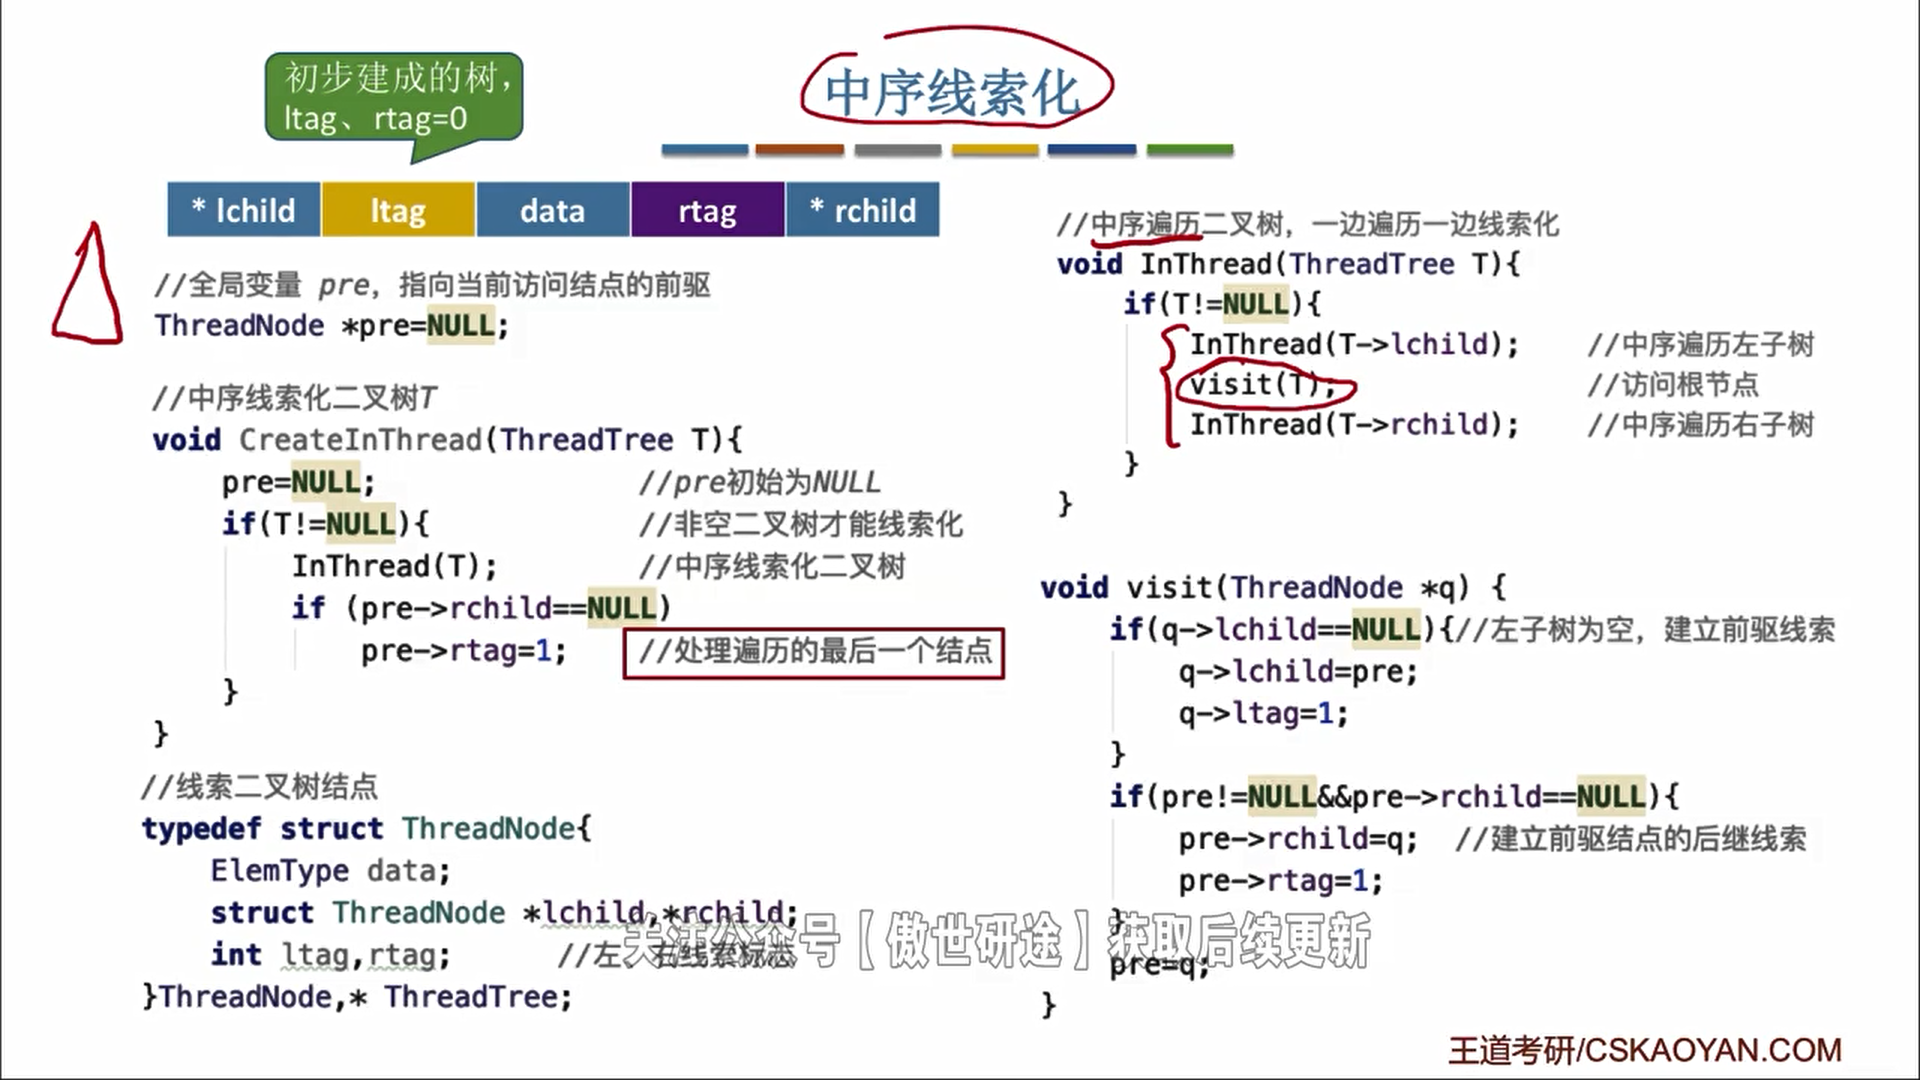 中序线索化
初步建成的树，
ltag、rtag=0
* lchild ltag data rtag * rchild
//全局变量 pre，指向当前访问结点的前驱
ThreadNode *pre=NULL;
//中序线索化二叉树T
void CreateInThread(ThreadTree T){
pre=NULL; //pre初始为NULL
if(T!=NULL){ //非空二叉树才能线索化
InThread(T); //中序线索化二叉树
if (pre->rchild==NULL)
pre->rtag=1; //处理遍历的最后一个结点
}
}
//线索二叉树结点
typedef struct ThreadNode{
ElemType data;
struct ThreadNode *lchild,*rchild;
int ltag,rtag; //左、右线索标志
}ThreadNode,* ThreadTree;
//中序遍历二叉树，一边遍历一边线索化
void InThread(ThreadTree T){
if(T!=NULL){
InThread(T->lchild); //中序遍历左子树
visit(T); //访问根节点
InThread(T->rchild); //中序遍历右子树
}
}
void visit(ThreadNode *q) {
if(q->lchild==NULL){//左子树为空，建立前驱线索
q->lchild=pre;
q->ltag=1;
}
if(pre!=NULL&&pre->rchild==NULL){
pre->rchild=q; //建立前驱结点的后继线索
pre->rtag=1;
}
pre=q;
}
关注公众号【傲世研途】获取后续更新
王道考研/CSKAOYAN.COM